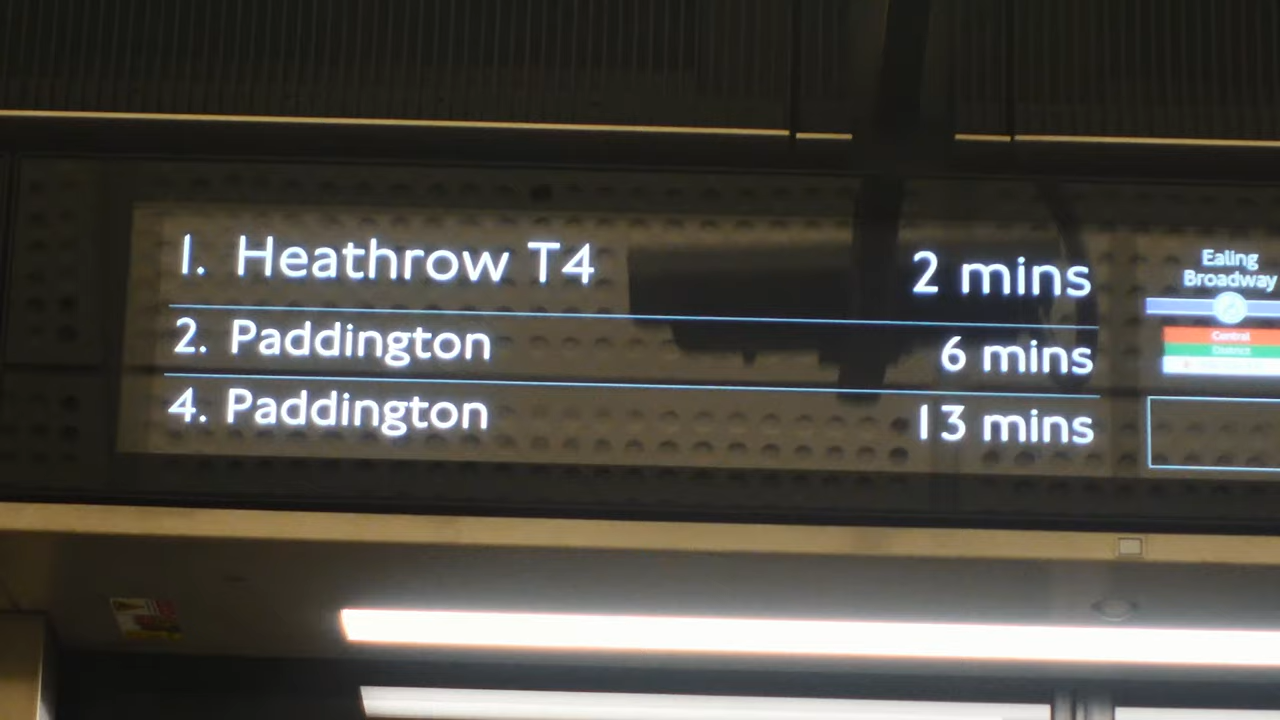 1. Heathrow T4 2 mins
2. Paddington 6 mins
4. Paddington 13 mins
Ealing
Broadway
Central
District